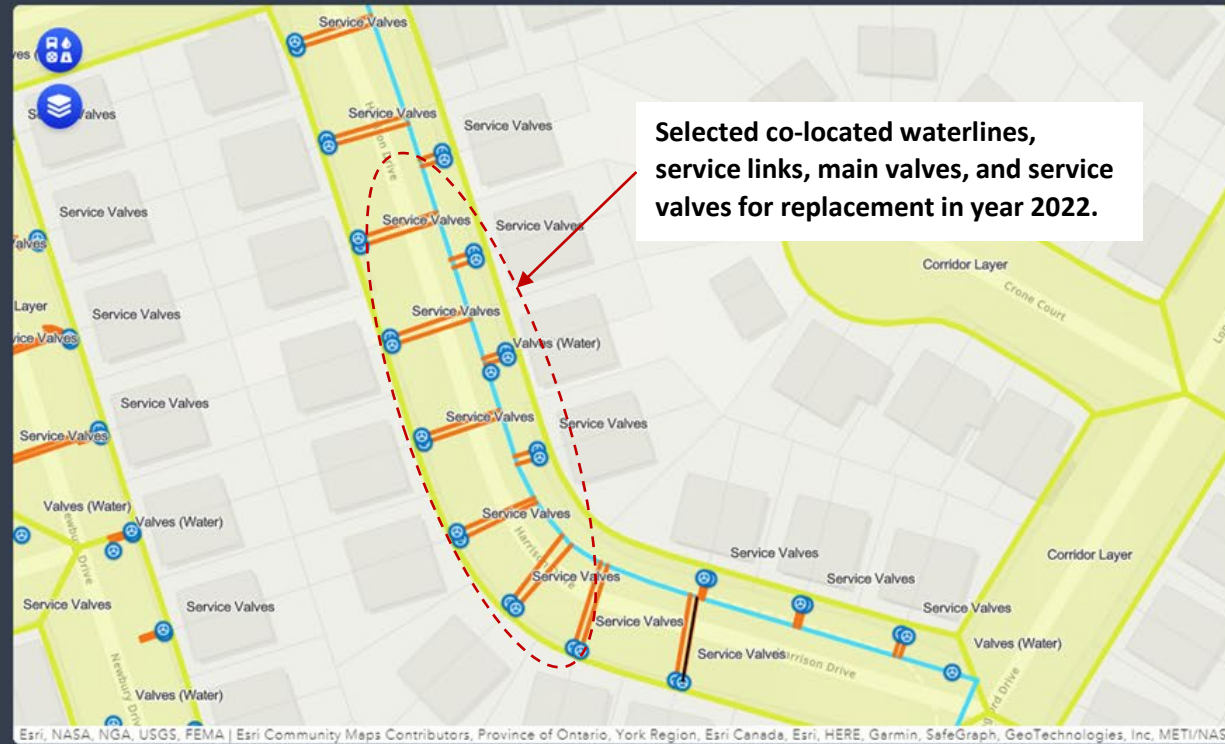 Service Valves
Service Valves
Service Valves
Service Valves
Selected co-located waterlines,
service links, main valves, and service
valves for replacement in year 2022.
Service Valves
Service Valves
Service Valves
Corridor Layer
Crone Court
Layer
Service Valves
Service Valves
Valves (Water)
Service Valves
Service Valves
Service Valves
Service Valves
Valves (Water)
Valves (Water)
Service Valves
Harrison Drive
Service Valves
Service Valves
Corridor Layer
Service Valves
Service Valves
Service Valves
Service Valves
Service Valves
Valves (Water)
Service Valves
Drive
Newbury Drive
Valves (Water)
Esri, NASA, NGA, USGS, FEMA | Esri Community Maps Contributors, Province of Ontario, York Region, Esri Canada, Esri, HERE, Garmin, SafeGraph, GeoTechnologies, Inc, METI/NAS